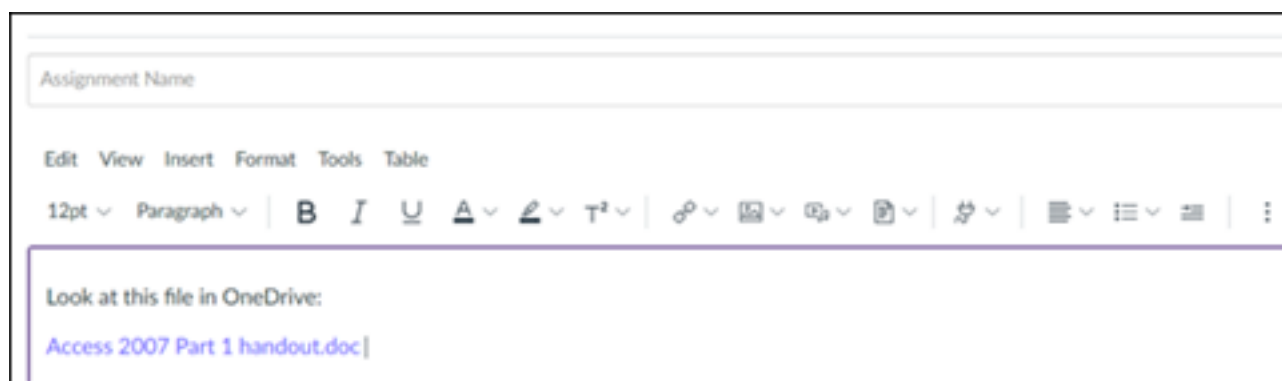 Assignment Name
Edit View Insert Format Tools Table
12pt Paragraph B I U A T²
Look at this file in OneDrive:
Access 2007 Part 1 handout.doc